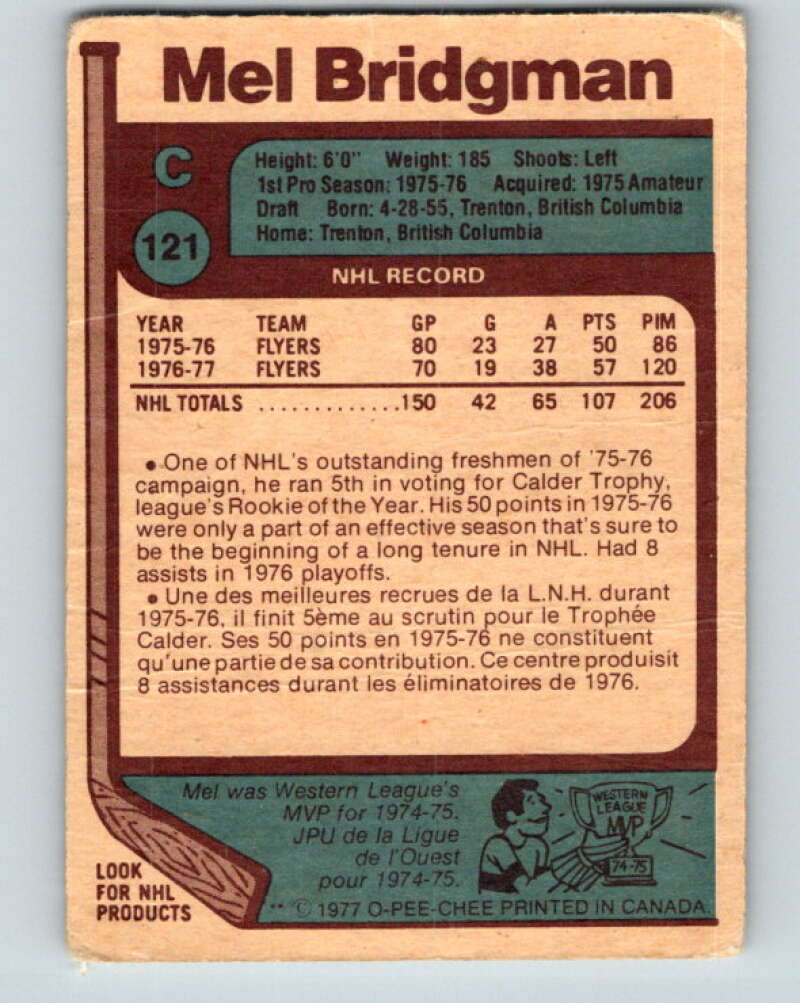 Mel Bridgman
C
121
Height: 6'0" Weight: 185 Shoots: Left
1st Pro Season: 1975-76 Acquired: 1975 Amateur
Draft Born: 4-28-55, Trenton, British Columbia
Home: Trenton, British Columbia
NHL RECORD
YEAR TEAM GP G A PTS PIM
1975-76 FLYERS 80 23 27 50 86
1976-77 FLYERS 70 19 38 57 120
NHL TOTALS ..............150 42 65 107 206
• One of NHL's outstanding freshmen of '75-76
campaign, he ran 5th in voting for Calder Trophy,
league's Rookie of the Year. His 50 points in 1975-76
were only a part of an effective season that's sure to
be the beginning of a long tenure in NHL. Had 8
assists in 1976 playoffs.
• Une des meilleures recrues de la L.N.H. durant
1975-76, il finit 5ème au scrutin pour le Trophée
Calder. Ses 50 points en 1975-76 ne constituent
qu'une partie de sa contribution. Ce centre produisit
8 assistances durant les éliminatoires de 1976.
Mel was Western League's
MVP for 1974-75.
JPU de la Ligue
de l'Ouest
pour 1974-75.
WESTERN
LEAGUE
MVP
74-75
LOOK
FOR NHL
PRODUCTS
** © 1977 O-PEE-CHEE PRINTED IN CANADA